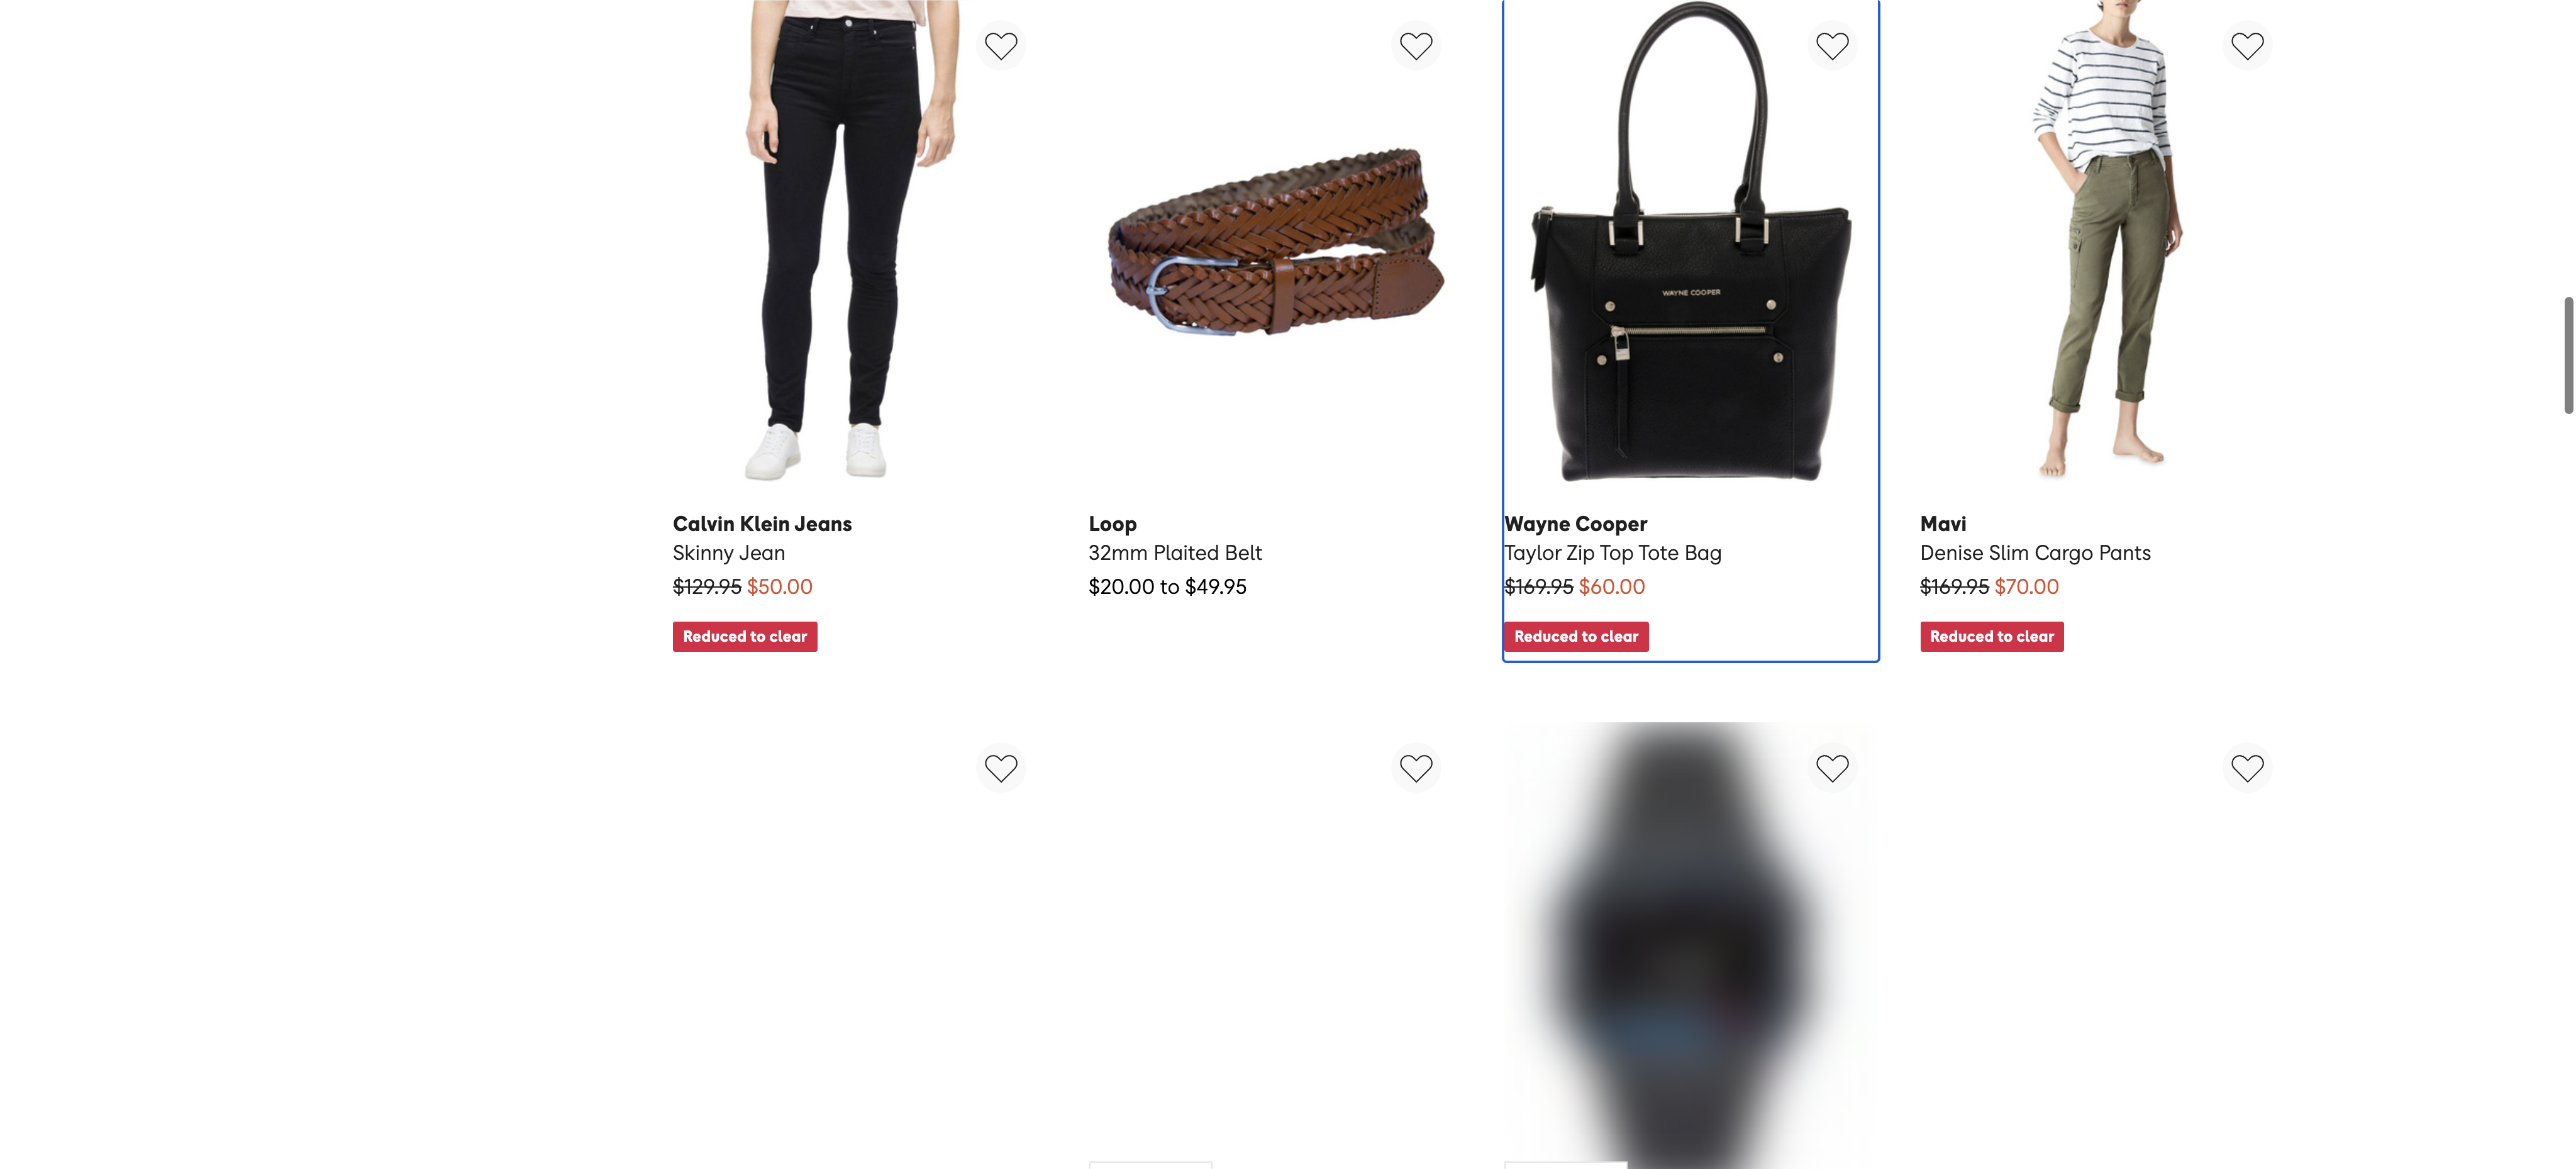 WAYNE COOPER
Calvin Klein Jeans
Skinny Jean
$129.95 $50.00
Reduced to clear
Loop
32mm Plaited Belt
$20.00 to $49.95
Wayne Cooper
Taylor Zip Top Tote Bag
$169.95 $60.00
Reduced to clear
Mavi
Denise Slim Cargo Pants
$169.95 $70.00
Reduced to clear